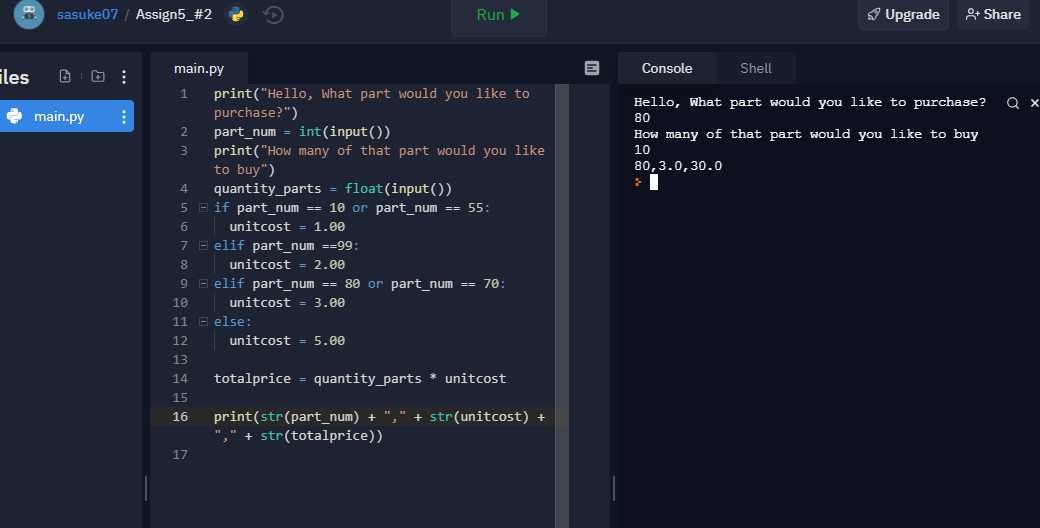 sasuke07 / Assign5_#2
Run
Upgrade
Share
iles
main.py
main.py
1 print("Hello, What part would you like to
purchase?")
2 part_num = int(input())
3 print("How many of that part would you like
to buy")
4 quantity_parts = float(input())
5 if part_num == 10 or part_num == 55:
6 unitcost = 1.00
7 elif part_num ==99:
8 unitcost = 2.00
9 elif part_num == 80 or part_num == 70:
10 unitcost = 3.00
11 else:
12 unitcost = 5.00
13
14 totalprice = quantity_parts * unitcost
15
16 print(str(part_num) + "," + str(unitcost) +
"," + str(totalprice))
17
Console Shell
Hello, What part would you like to purchase?
80
How many of that part would you like to buy
10
80,3.0,30.0